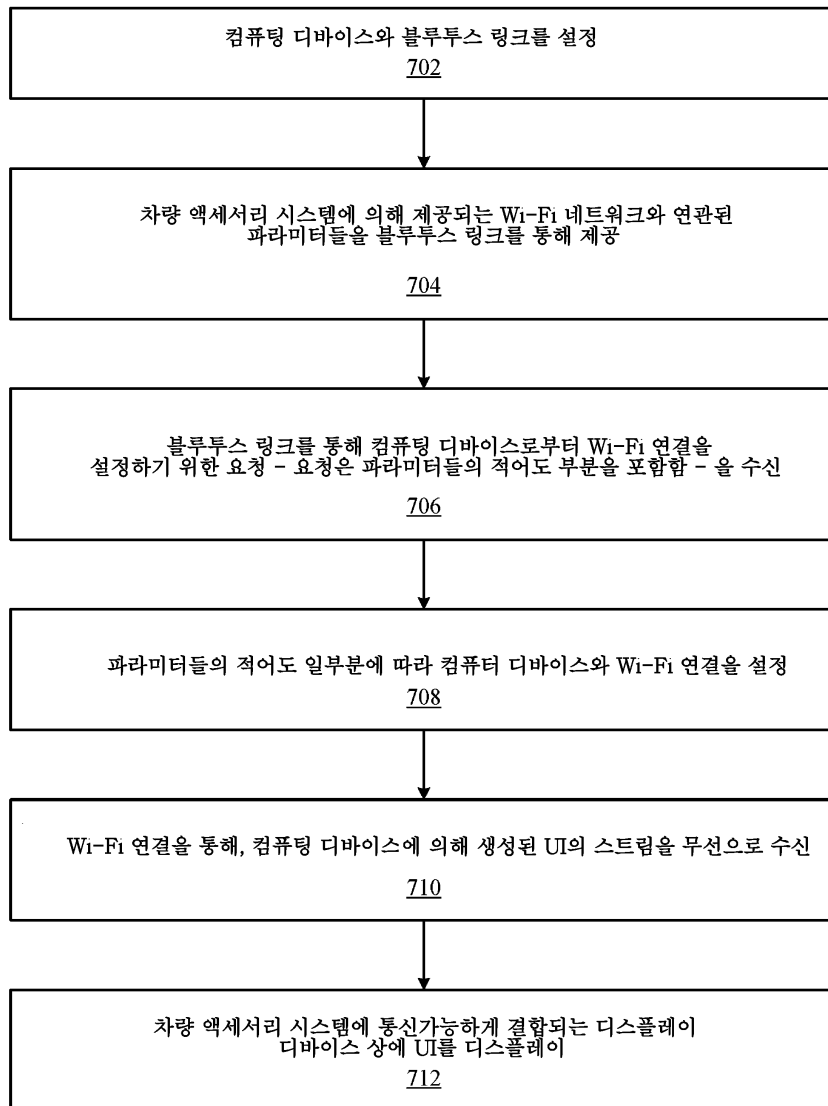 컴퓨팅 디바이스와 블루투스 링크를 설정
702
차량 액세서리 시스템에 의해 제공되는 Wi-Fi 네트워크와 연관된
파라미터들을 블루투스 링크를 통해 제공
704
블루투스 링크를 통해 컴퓨팅 디바이스로부터 Wi-Fi 연결을
설정하기 위한 요청 - 요청은 파라미터들의 적어도 부분을 포함함 - 을 수신
706
파라미터들의 적어도 일부분에 따라 컴퓨터 디바이스와 Wi-Fi 연결을 설정
708
Wi-Fi 연결을 통해, 컴퓨팅 디바이스에 의해 생성된 UI의 스트림을 무선으로 수신
710
차량 액세서리 시스템에 통신가능하게 결합되는 디스플레이
디바이스 상에 UI를 디스플레이
712